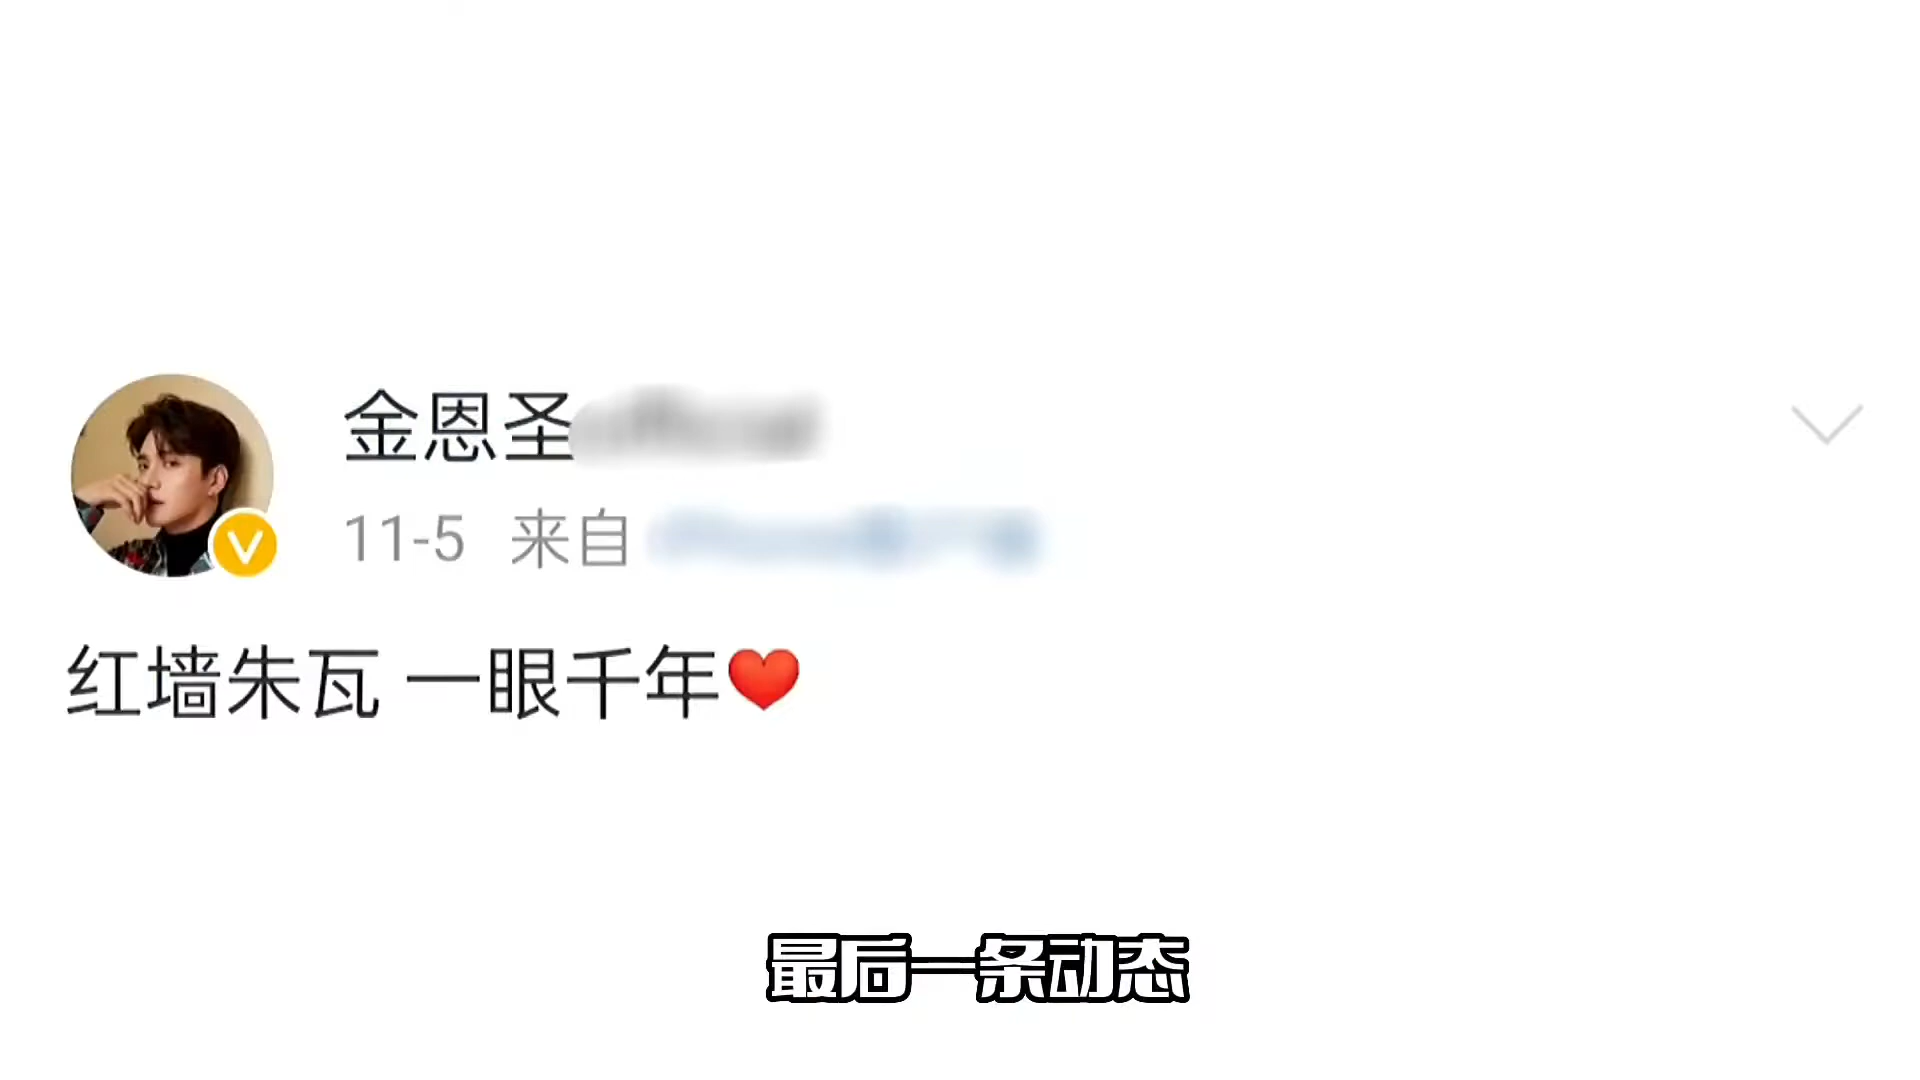 金恩圣
11-5 来自
红墙朱瓦 一眼千年❤️
最后一条动态